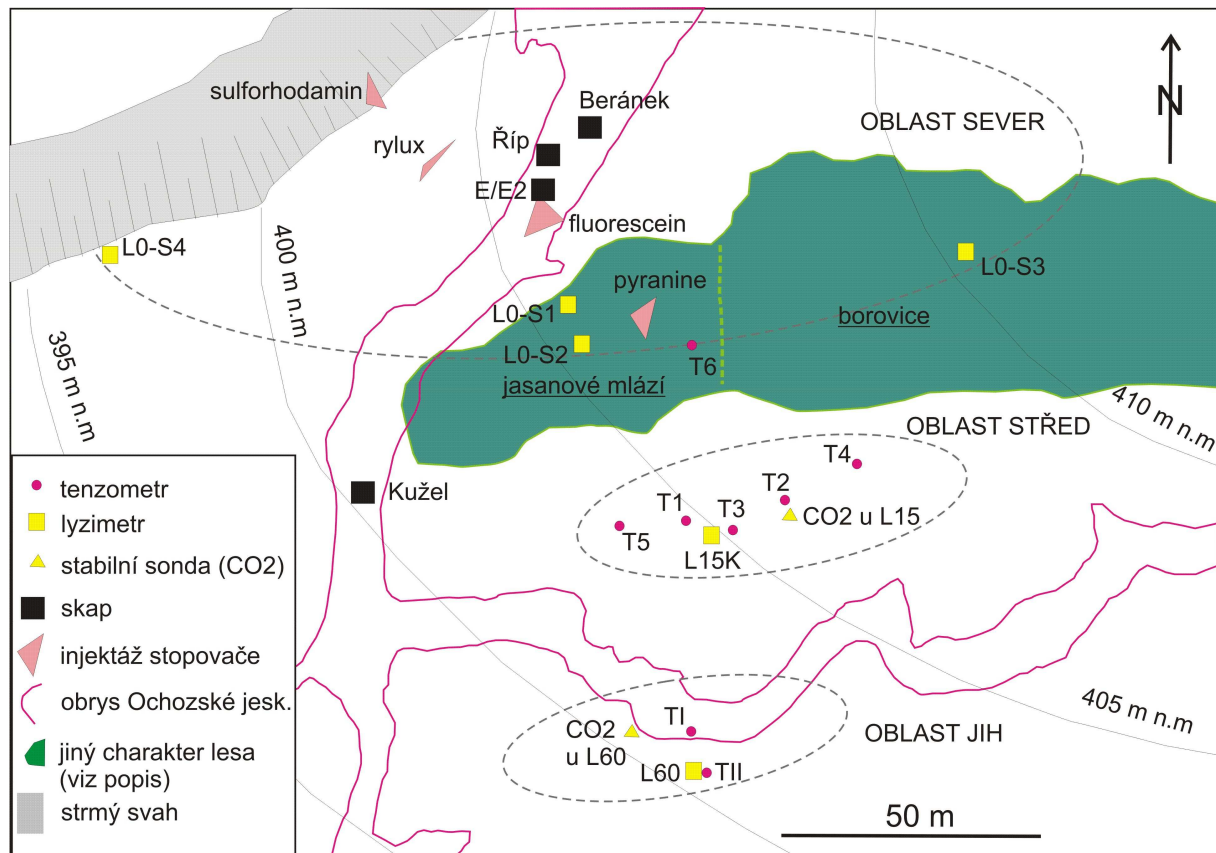 sulforhodamin
Beránek
N
rylux
Říp
OBLAST SEVER
E/E2
fluorescein
L0-S4
400 m n.m
pyranine
L0-S3
L0-S1
borovice
L0-S2
T6
395 m n.m
jasanové mlází
410 m n.m
OBLAST STŘED
T4
tenzometr
Kužel
T2
lyzimetr
T1
T3
CO2 u L15
T5
L15K
stabilní sonda (CO2)
skap
injektáž stopovače
obrys Ochozské jesk.
405 m n.m
CO2
u L60
TI
OBLAST JIH
jiný charakter lesa
(viz popis)
L60
TII
strmý svah
50 m